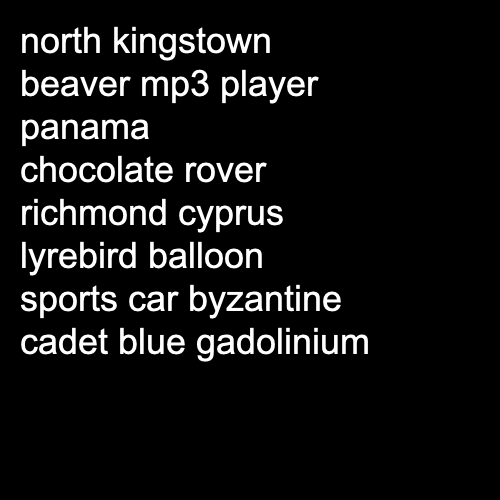 north kingstown
beaver mp3 player
panama
chocolate rover
richmond cyprus
lyrebird balloon
sports car byzantine
cadet blue gadolinium